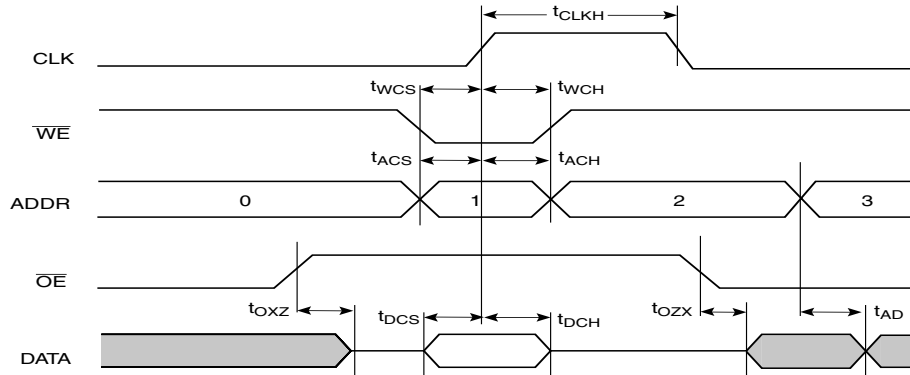 tCLKH
CLK
tWCS tWCH
WE
tACS tACH
ADDR 0 1 2 3
OE
tOXZ tDCS tDCH tOZX tAD
DATA